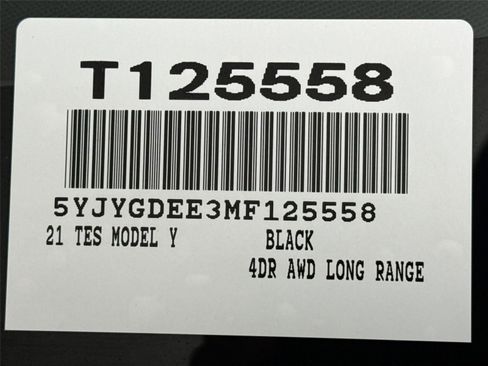 T125558
5YJYGDEE3MF125558
21 TES MODEL Y BLACK
4DR AWD LONG RANGE